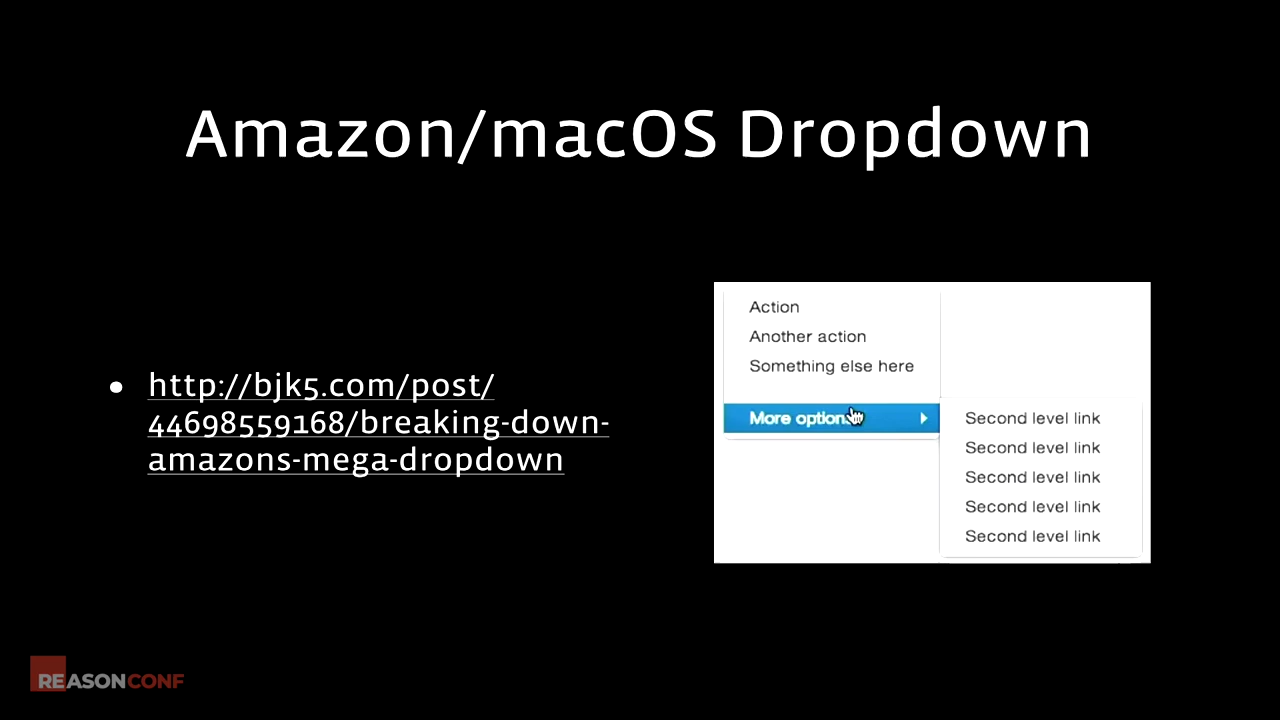 Amazon/macOS Dropdown
• http://bjk5.com/post/
44698559168/breaking-down-
amazons-mega-dropdown
Action
Another action
Something else here
More options
Second level link
Second level link
Second level link
Second level link
Second level link
REASONCONF